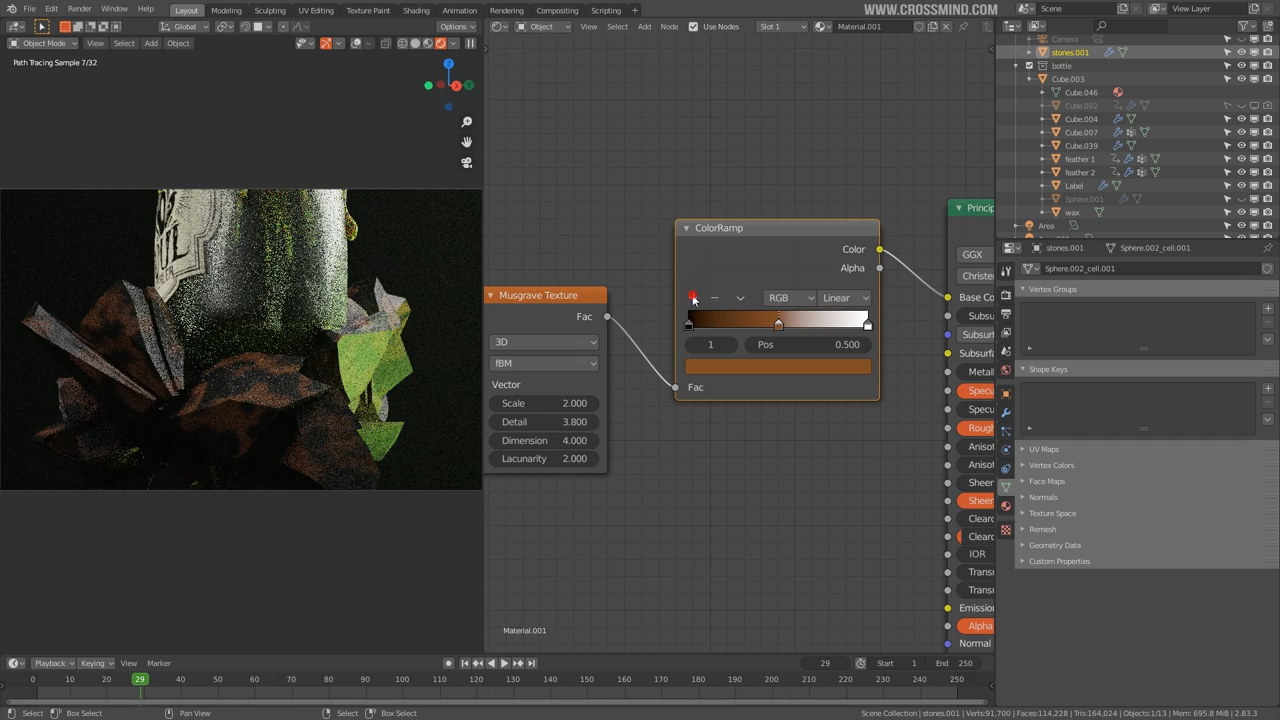 File Edit Render Window Help
Layout Modeling Sculpting UV Editing Texture Paint Shading Animation Rendering Compositing Scripting +
WWW.CROSSMIND.COM
Scene
View Layer
Global
Options
Object
View Select Add Node
Use Nodes
Slot 1
Material.001
Object Mode View Select Add Object
Path Tracing Sample 7/32
Z
X
Y
Camera
stones.001
bottle
Cube.003
Cube.046
Cube.002
Cube.004
Cube.007
Cube.039
feather 1
feather 2
Label
Sphere.001
wax
Area
stones.001
Sphere.002_cell.001
Sphere.002_cell.001
Vertex Groups
Shape Keys
UV Maps
Vertex Colors
Face Maps
Normals
Texture Space
Remesh
Geometry Data
Custom Properties
Musgrave Texture
Fac
3D
fBM
Vector
Scale 2.000
Detail 3.800
Dimension 4.000
Lacunarity 2.000
ColorRamp
Color
Alpha
RGB
Linear
1
Pos 0.500
Fac
Princip
GGX
Christe
Base Co
Subsu
Subsurf
Subsurfa
Metall
Specu
Specu
Rough
Anisot
Anisot
Sheer
Sheer
Clearc
Clearc
IOR
Transr
Transr
Emission
Alpha
Normal
Material.001
Playback Keying View Marker
29
Start 1
End 250
0 10 20 29 40 50 60 70 80 90 100 110 120 130 140 150 160 170 180 190 200 210 220 230 240 250
Select Box Select Pan View Select Box Select
Scene Collection | stones.001 | Verts:91,700 | Faces:114,228 | Tris:164,024 | Objects:1/13 | Mem: 695.8 MiB | 2.83.3